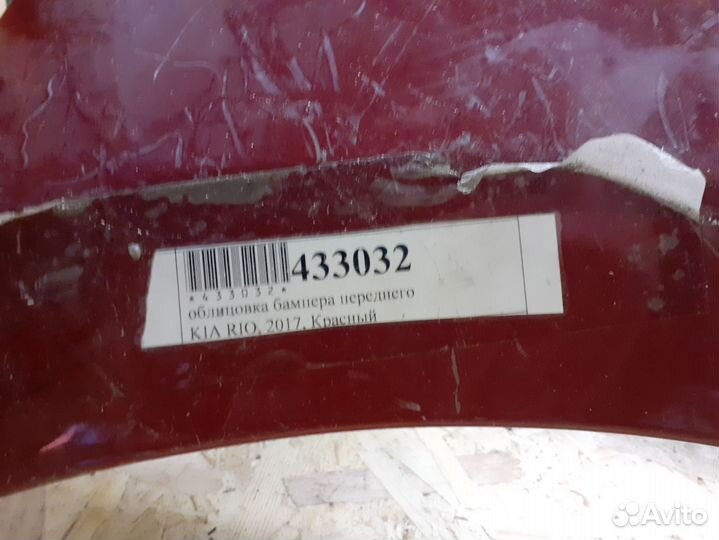 433032
*433032*
облицовка бампера переднего
KIA RIO, 2017, Красный
Avito